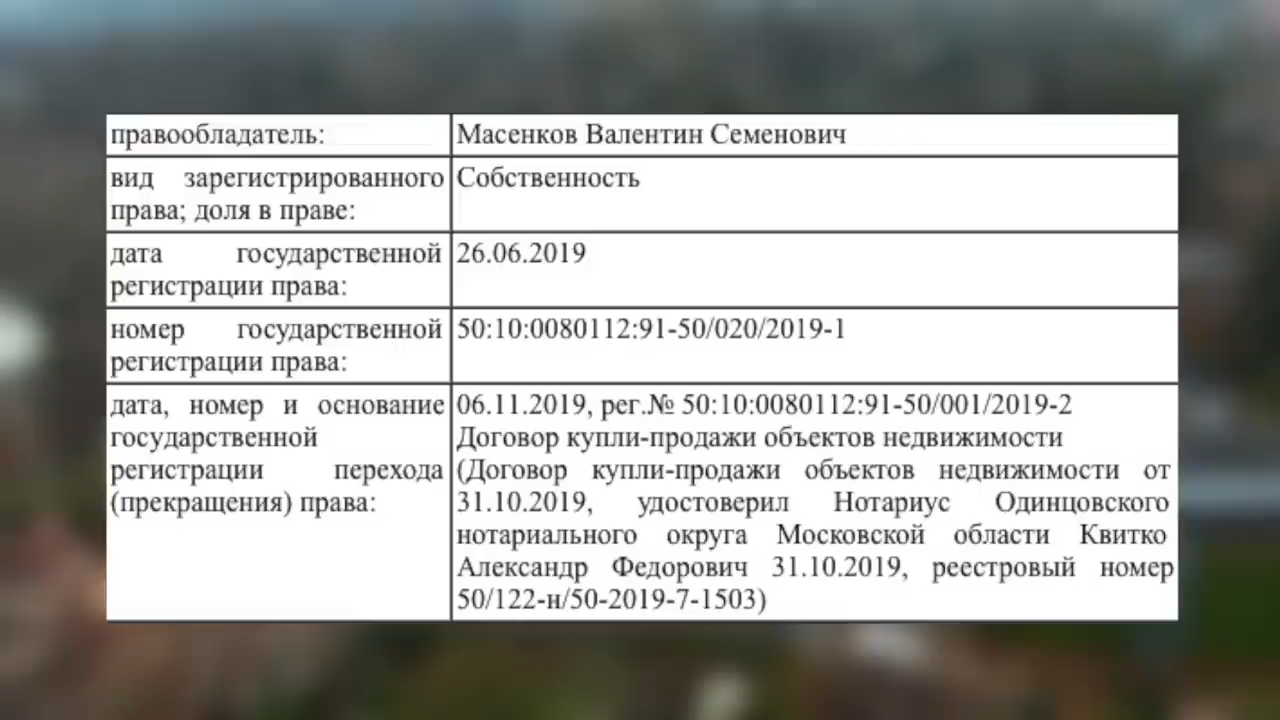 правообладатель:
Масенков Валентин Семенович
вид зарегистрированного
права; доля в праве:
Собственность
дата государственной
регистрации права:
26.06.2019
номер государственной
регистрации права:
50:10:0080112:91-50/020/2019-1
дата, номер и основание
государственной
регистрации перехода
(прекращения) права:
06.11.2019, рег.№ 50:10:0080112:91-50/001/2019-2
Договор купли-продажи объектов недвижимости
(Договор купли-продажи объектов недвижимости от
31.10.2019, удостоверил Нотариус Одинцовского
нотариального округа Московской области Квитко
Александр Федорович 31.10.2019, реестровый номер
50/122-н/50-2019-7-1503)